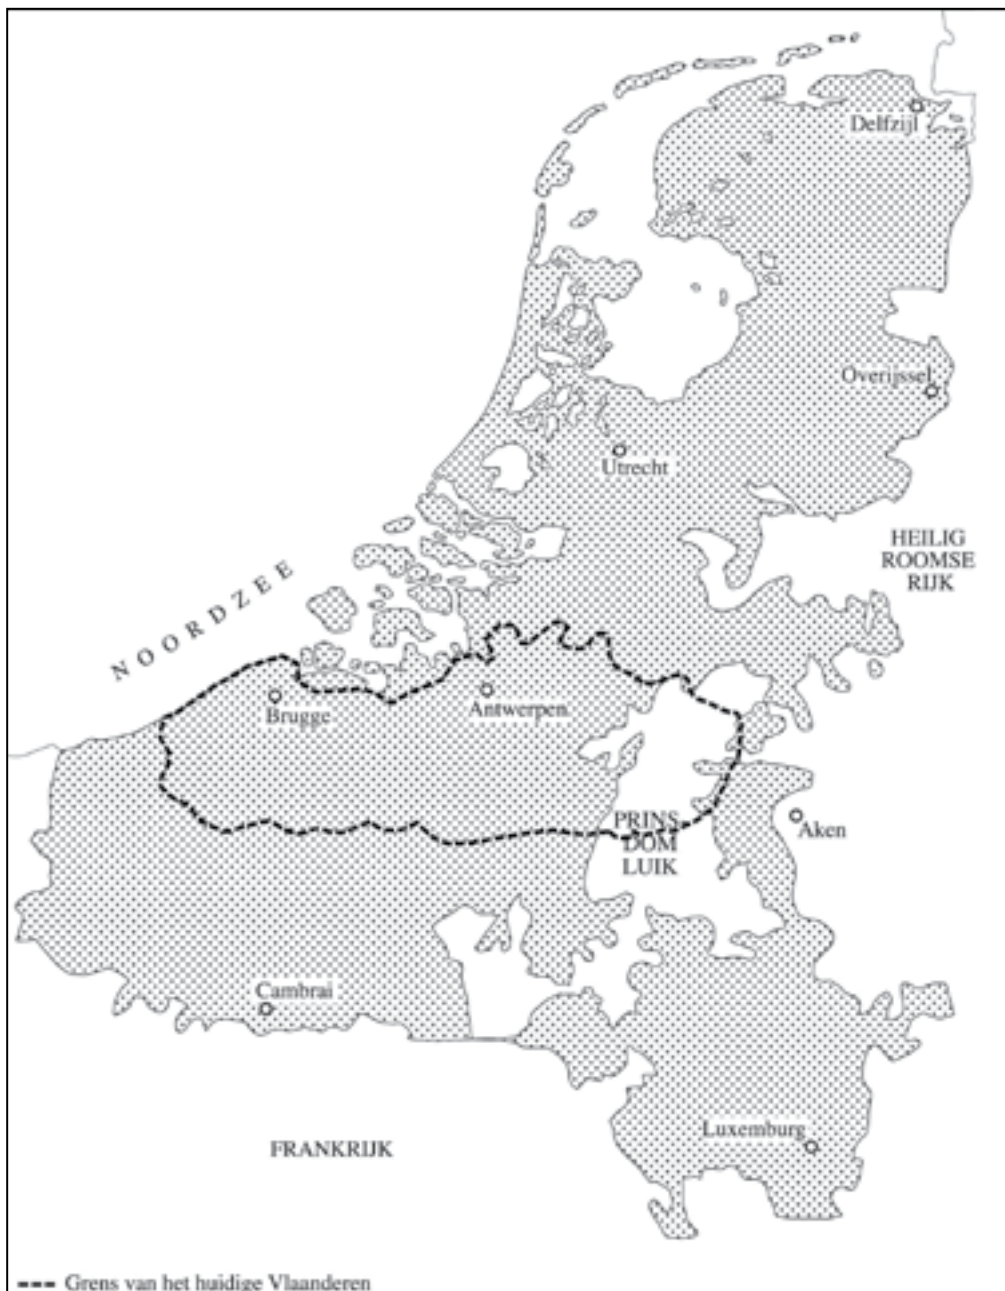 Delfzijl
Overijssel
Utrecht
HEILIG
ROOMSE
RIJK
NOORDZEE
Brugge
Antwerpen
PRINS
DOM
LUIK
Aken
Cambrai
Luxemburg
FRANKRIJK
Grens van het huidige Vlaanderen